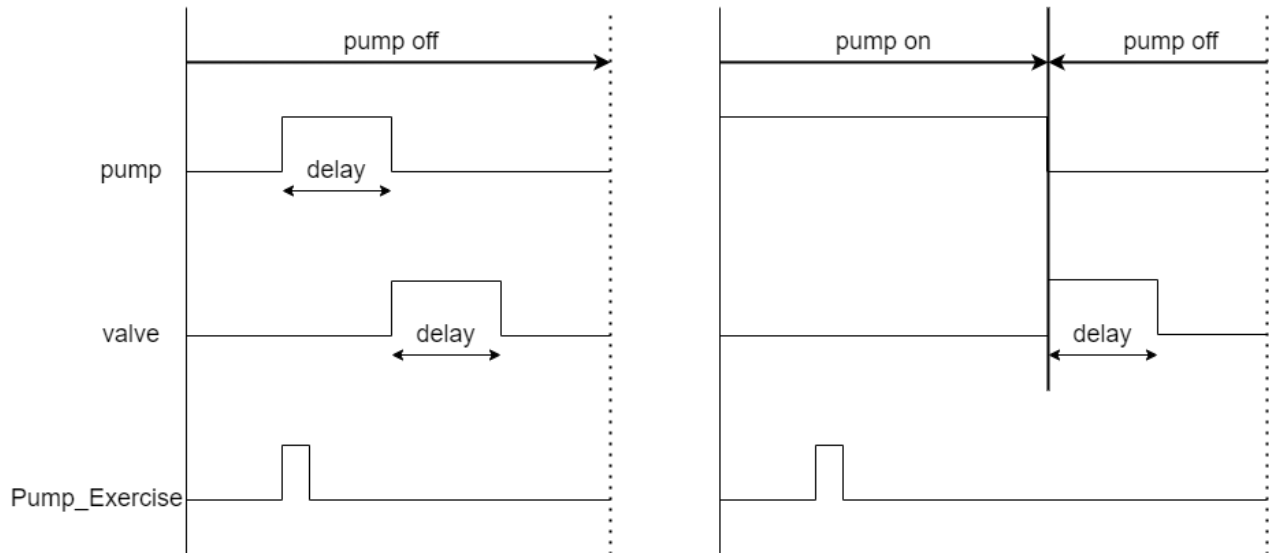 pump off
pump on
pump off
pump
delay
valve
delay
delay
Pump_Exercise